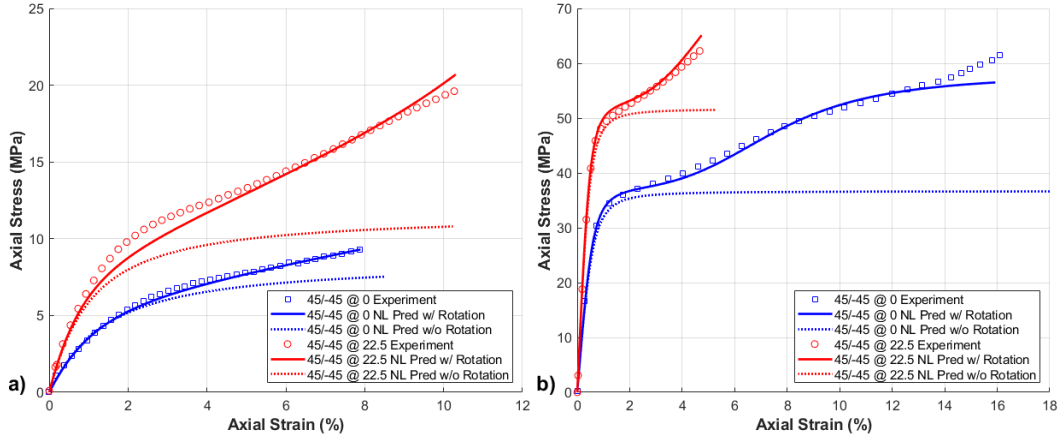 25
20
15
10
5
0
0 2 4 6 8 10 12
Axial Stress (MPa)
Axial Strain (%)
45/-45 @ 0 Experiment
45/-45 @ 0 NL Pred w/ Rotation
45/-45 @ 0 NL Pred w/o Rotation
45/-45 @ 22.5 Experiment
45/-45 @ 22.5 NL Pred w/ Rotation
45/-45 @ 22.5 NL Pred w/o Rotation
a)
70
60
50
40
30
20
10
0
0 2 4 6 8 10 12 14 16 18
Axial Stress (MPa)
Axial Strain (%)
45/-45 @ 0 Experiment
45/-45 @ 0 NL Pred w/ Rotation
45/-45 @ 0 NL Pred w/o Rotation
45/-45 @ 22.5 Experiment
45/-45 @ 22.5 NL Pred w/ Rotation
45/-45 @ 22.5 NL Pred w/o Rotation
b)